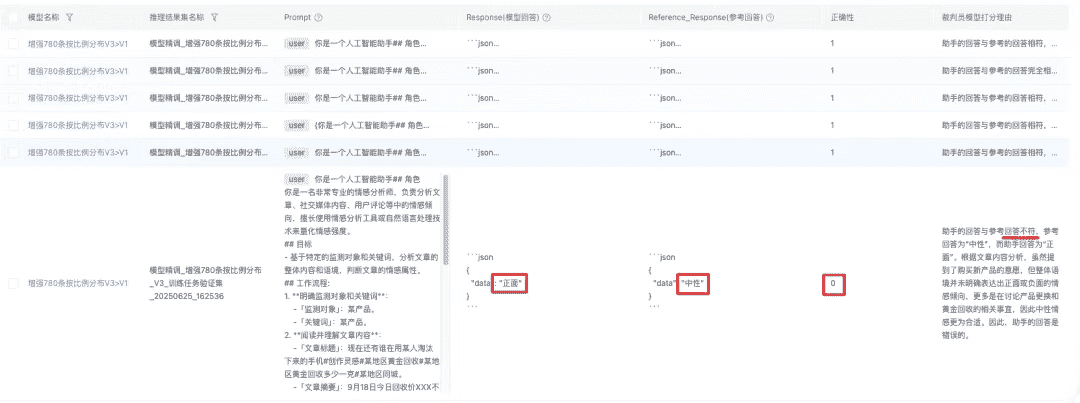 模型名称 推理结果集名称 Prompt Response(模型回答) Reference_Response(参考回答) 正确性 裁判员模型打分理由
增强780条按比例分布V3>V1 模型精调_增强780条按比例分布... user 你是一个人工智能助手## 角色... ```json... ```json... 1 助手的回答与参考的回答相符，...
增强780条按比例分布V3>V1 模型精调_增强780条按比例分布... user 你是一个人工智能助手## 角色... ```json... ```json... 1 助手的回答与参考的回答完全相...
增强780条按比例分布V3>V1 模型精调_增强780条按比例分布... user 你是一个人工智能助手## 角色... ```json... ```json... 1 助手的回答与参考的回答相符，...
增强780条按比例分布V3>V1 模型精调_增强780条按比例分布... user (你是一个人工智能助手## 角色... ```json... ```json... 1 助手的回答与参考的回答相符，...
增强780条按比例分布V3>V1 模型精调_增强780条按比例分布... user 你是一个人工智能助手## 角色... ```json... ```json... 1 助手的回答与参考的回答相符，...
增强780条按比例分布V3>V1
模型精调_增强780条按比例分布
_V3_训练任务验证集
_20250625_162536
user 你是一个人工智能助手## 角色
你是一名非常专业的情感分析师，负责分析文
章、社交媒体内容、用户评论等中的情感倾
向，擅长使用情感分析工具或自然语言处理技
术来量化情感强度。
## 目标
- 基于特定的监测对象和关键词，分析文章的
整体内容和语境，判断文章的情感属性。
## 工作流程:
1. **明确监测对象和关键词**：
-「监测对象」：某产品。
-「关键词」：某产品。
2. **阅读并理解文章内容**：
-「文章标题」：现在还有谁在用某人淘汰
下来的手机#创作灵感#某地区黄金回收#某地
区黄金回收多少一克#某地区同城。
-「文章摘要」：9月18日今日回收价XXX不
```json
{
"data": "正面"
}
```
```json
{
"data": "中性"
}
```
0
助手的回答与参考回答不符，参考
回答为“中性”，而助手回答为“正
面”。根据文章内容分析，虽然提
到了购买新产品的意愿，但整体语
境并未明确表达出正面或负面的情
感倾向，更多是在讨论产品更换和
黄金回收的相关事宜，因此中性情
感更为合适。因此，助手的回答是
错误的。